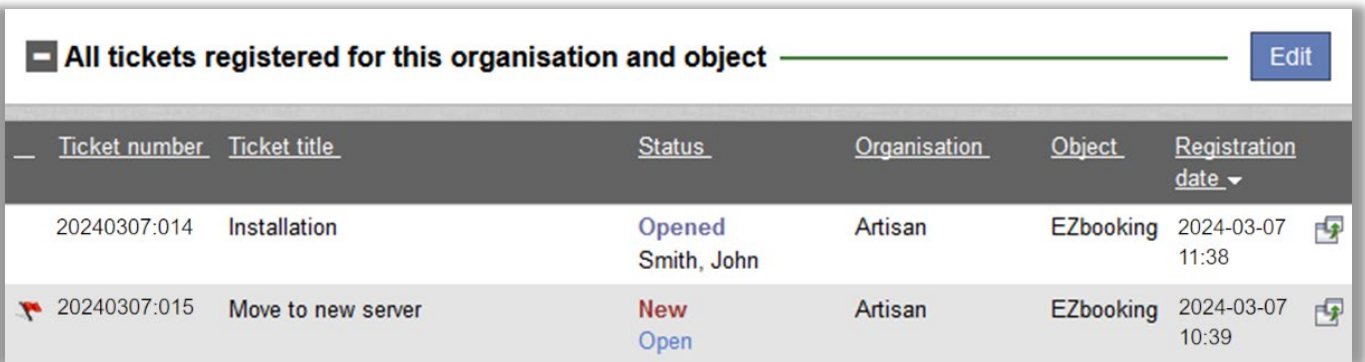 All tickets registered for this organisation and object Edit
Ticket number Ticket title Status Organisation Object Registration
date
20240307:014 Installation Opened Artisan EZbooking 2024-03-07
Smith, John 11:38
20240307:015 Move to new server New Artisan EZbooking 2024-03-07
Open 10:39